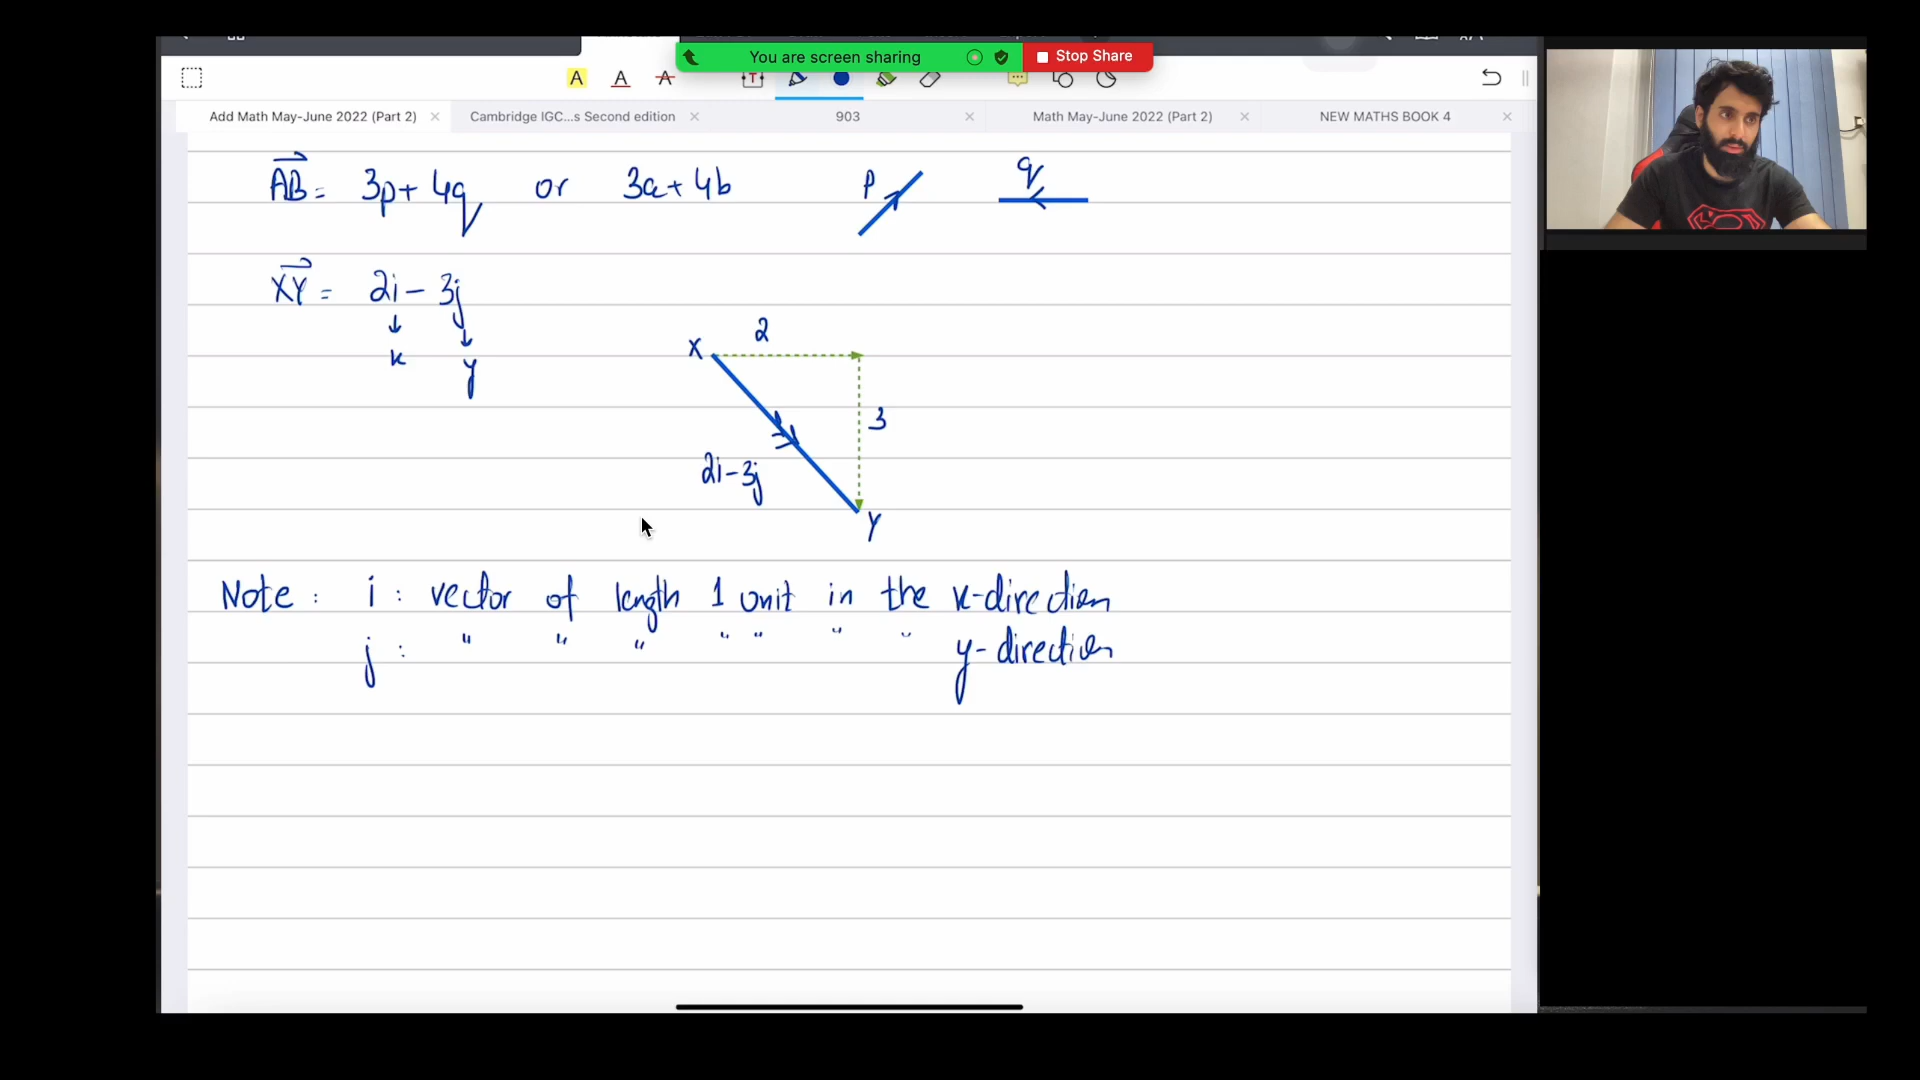 You are screen sharing Stop Share
A A A T
Add Math May-June 2022 (Part 2) Cambridge IGC...s Second edition 903 Math May-June 2022 (Part 2) NEW MATHS BOOK 4
AB = 3p + 4q or 3a + 4b p q
XY = 2i - 3j
x y
X 2
3
2i - 3j
Y
Note : i : vector of length 1 unit in the x-direction
j : " " " " " " " y-direction